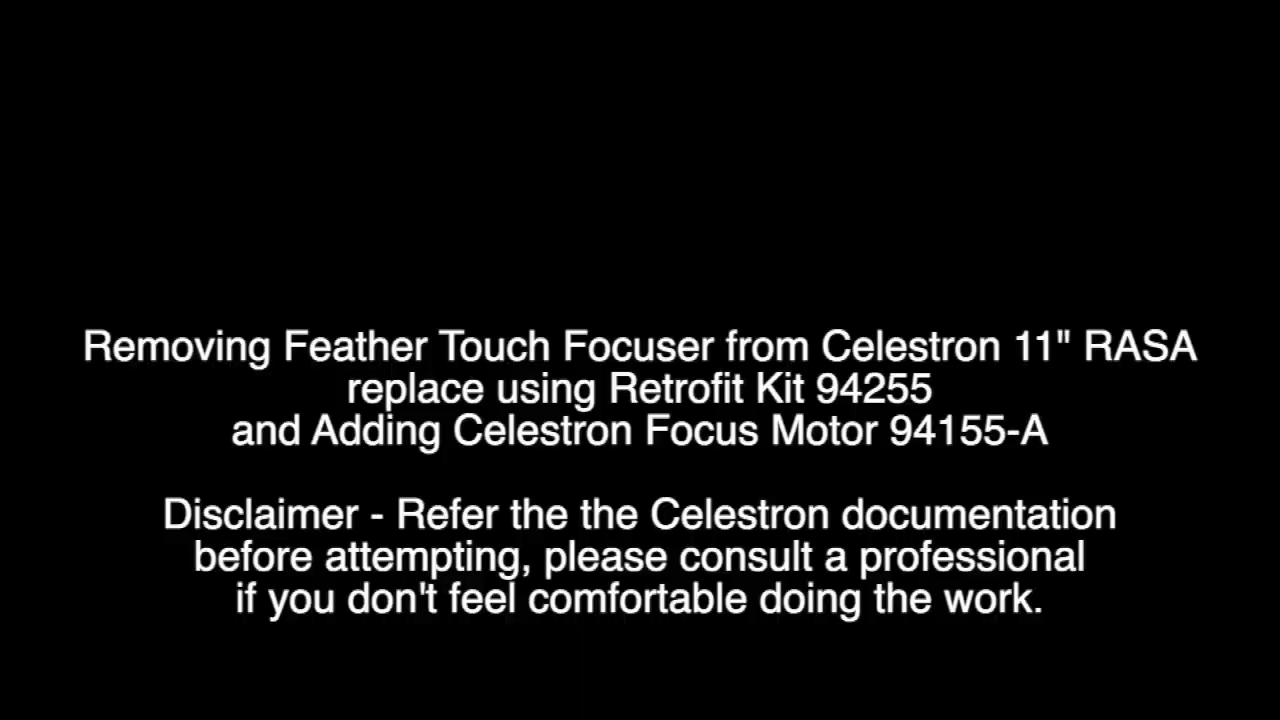 Removing Feather Touch Focuser from Celestron 11" RASA
replace using Retrofit Kit 94255
and Adding Celestron Focus Motor 94155-A
Disclaimer - Refer the the Celestron documentation
before attempting, please consult a professional
if you don't feel comfortable doing the work.